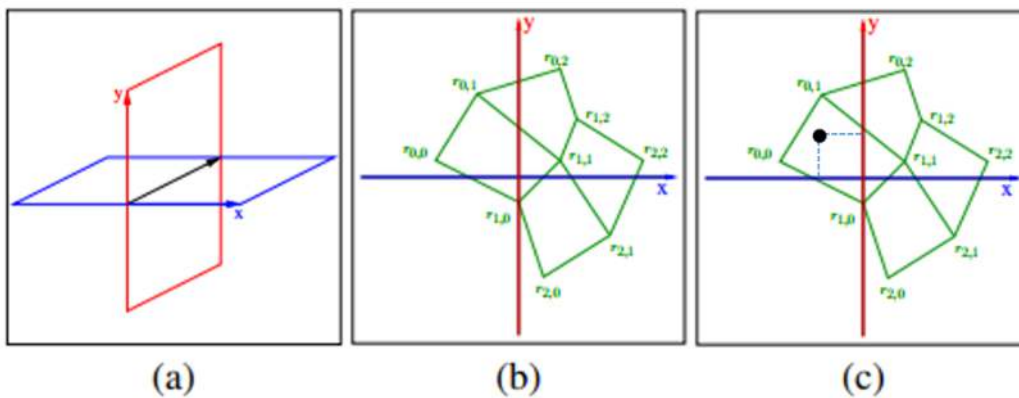 y
x
(a)
y
r0,2
r0,1
r1,2
r0,0
r1,1
r2,2
x
r1,0
r2,1
r2,0
(b)
y
r0,2
r0,1
r1,2
r0,0
r1,1
r2,2
x
r1,0
r2,1
r2,0
(c)